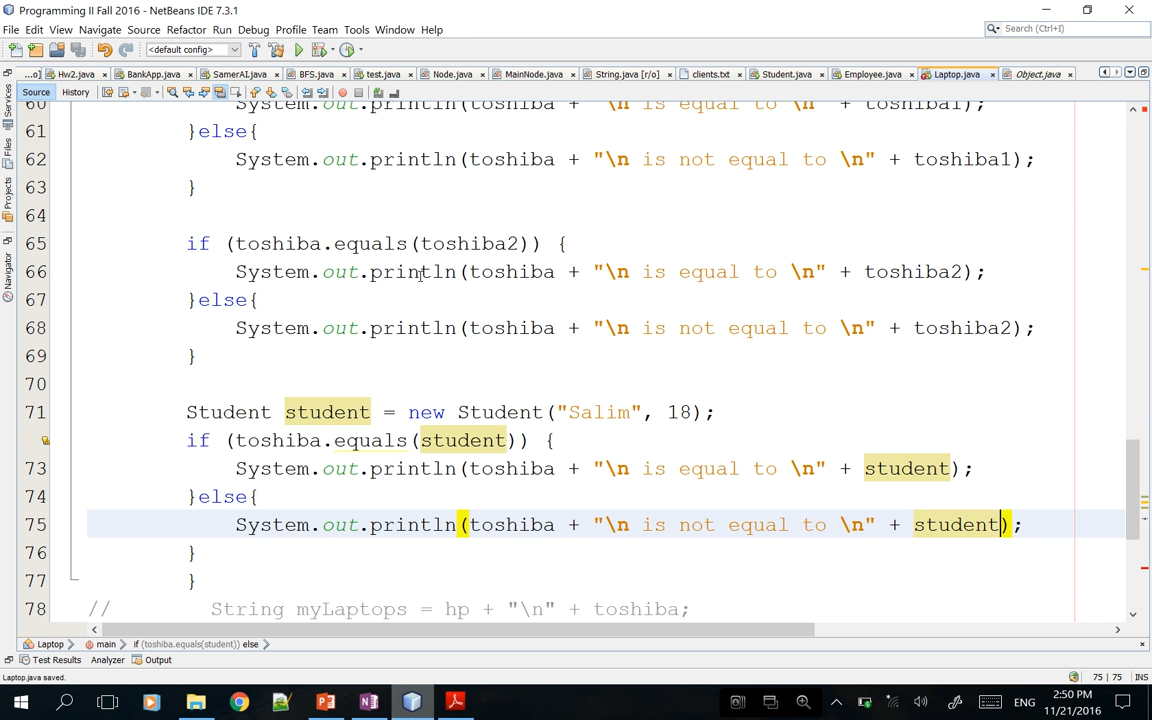 Programming II Fall 2016 - NetBeans IDE 7.3.1
File Edit View Navigate Source Refactor Run Debug Profile Team Tools Window Help
Search (Ctrl+I)
<default config>
...o] Hw2.java BankApp.java SamerAI.java BFS.java test.java Node.java MainNode.java String.java [r/o] clients.txt Student.java Employee.java Laptop.java Object.java
Source History
Services
Files
Projects
Navigator
60 System.out.println(toshiba + "\n is equal to \n" + toshiba1);
61 }else{
62 System.out.println(toshiba + "\n is not equal to \n" + toshiba1);
63 }
64
65 if (toshiba.equals(toshiba2)) {
66 System.out.println(toshiba + "\n is equal to \n" + toshiba2);
67 }else{
68 System.out.println(toshiba + "\n is not equal to \n" + toshiba2);
69 }
70
71 Student student = new Student("Salim", 18);
if (toshiba.equals(student)) {
73 System.out.println(toshiba + "\n is equal to \n" + student);
74 }else{
75 System.out.println(toshiba + "\n is not equal to \n" + student);
76 }
77 }
78 // String myLaptops = hp + "\n" + toshiba;
Laptop main if (toshiba.equals(student)) else
Test Results Analyzer Output
Laptop.java saved.
75 | 75 INS
ENG
2:50 PM
11/21/2016